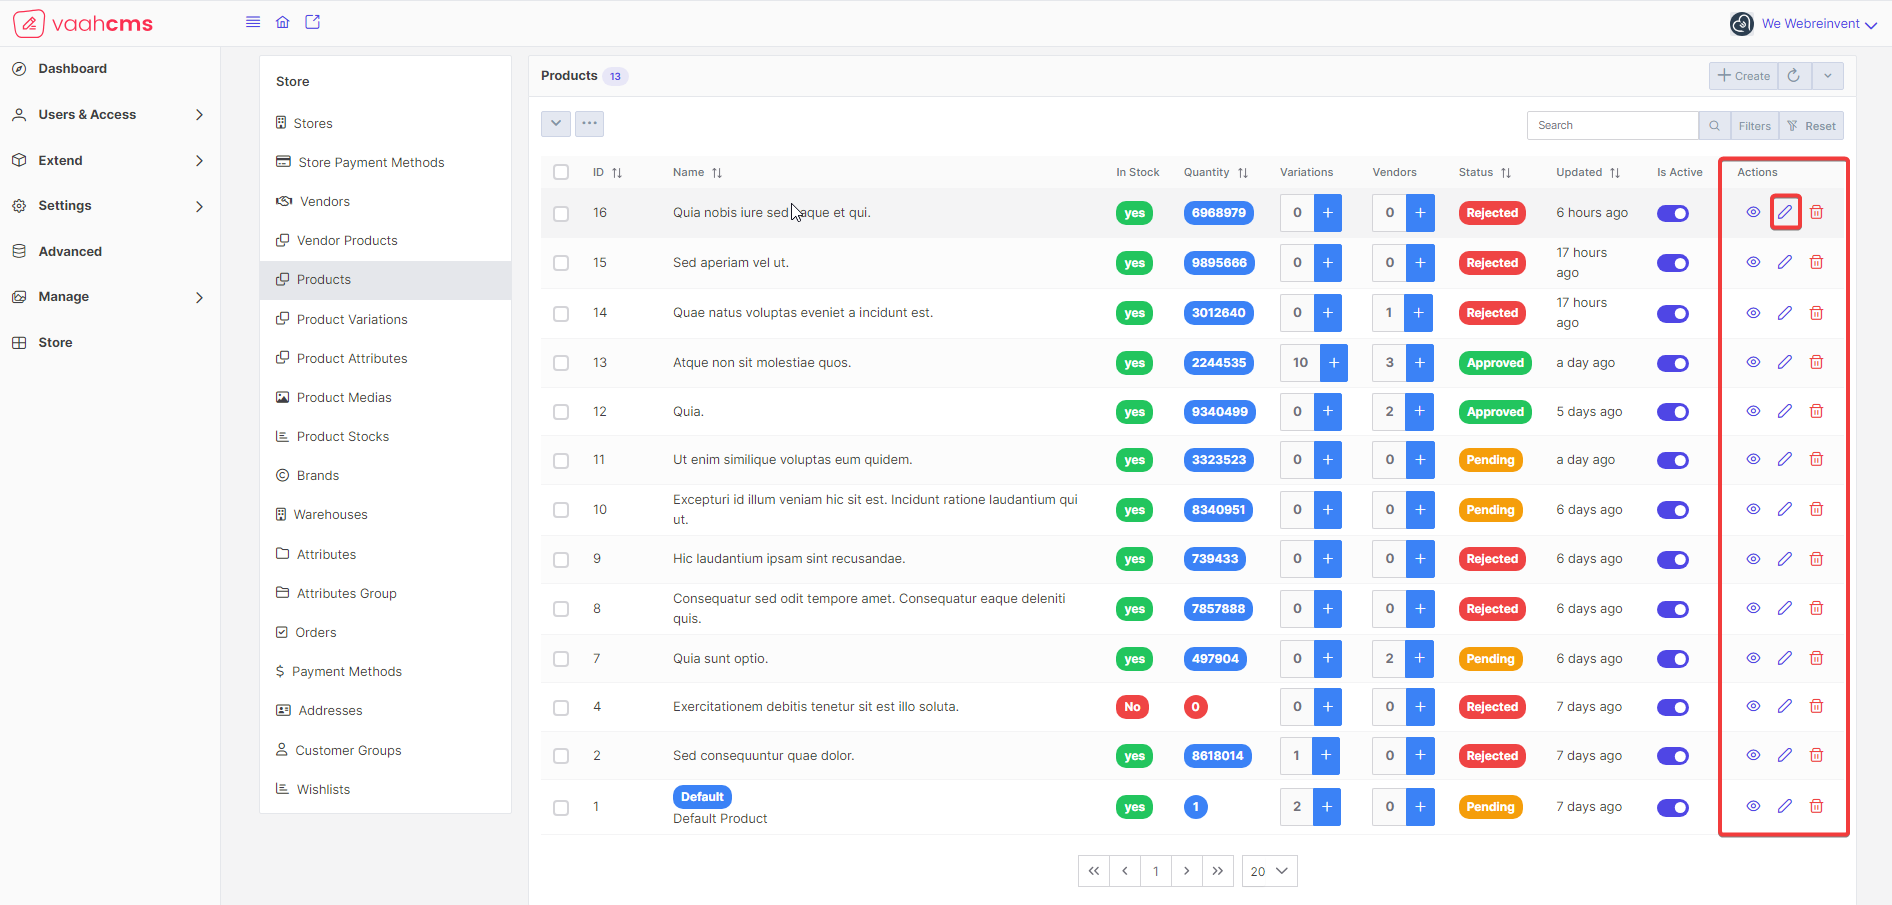 vaahcms
We Webreinvent
Dashboard
Users & Access
Extend
Settings
Advanced
Manage
Store
Store
Stores
Store Payment Methods
Vendors
Vendor Products
Products
Product Variations
Product Attributes
Product Medias
Product Stocks
Brands
Warehouses
Attributes
Attributes Group
Orders
Payment Methods
Addresses
Customer Groups
Wishlists
Products 13
Create
Search Filters Reset
ID Name In Stock Quantity Variations Vendors Status Updated Is Active Actions
16 Quia nobis iure sed aque et qui. yes 6968979 0 + 0 + Rejected 6 hours ago
15 Sed aperiam vel ut. yes 9895666 0 + 0 + Rejected 17 hours
ago
14 Quae natus voluptas eveniet a incidunt est. yes 3012640 0 + 1 + Rejected 17 hours
ago
13 Atque non sit molestiae quos. yes 2244535 10 + 3 + Approved a day ago
12 Quia. yes 9340499 0 + 2 + Approved 5 days ago
11 Ut enim similique voluptas eum quidem. yes 3323523 0 + 0 + Pending a day ago
10 Excepturi id illum veniam hic sit est. Incidunt ratione laudantium qui
ut. yes 8340951 0 + 0 + Pending 6 days ago
9 Hic laudantium ipsam sint recusandae. yes 739433 0 + 0 + Rejected 6 days ago
8 Consequatur sed odit tempore amet. Consequatur eaque deleniti
quis. yes 7857888 0 + 0 + Rejected 6 days ago
7 Quia sunt optio. yes 497904 0 + 2 + Pending 6 days ago
4 Exercitationem debitis tenetur sit est illo soluta. No 0 0 + 0 + Rejected 7 days ago
2 Sed consequuntur quae dolor. yes 8618014 1 + 0 + Rejected 7 days ago
1 Default
Default Product yes 1 2 + 0 + Pending 7 days ago
1 20